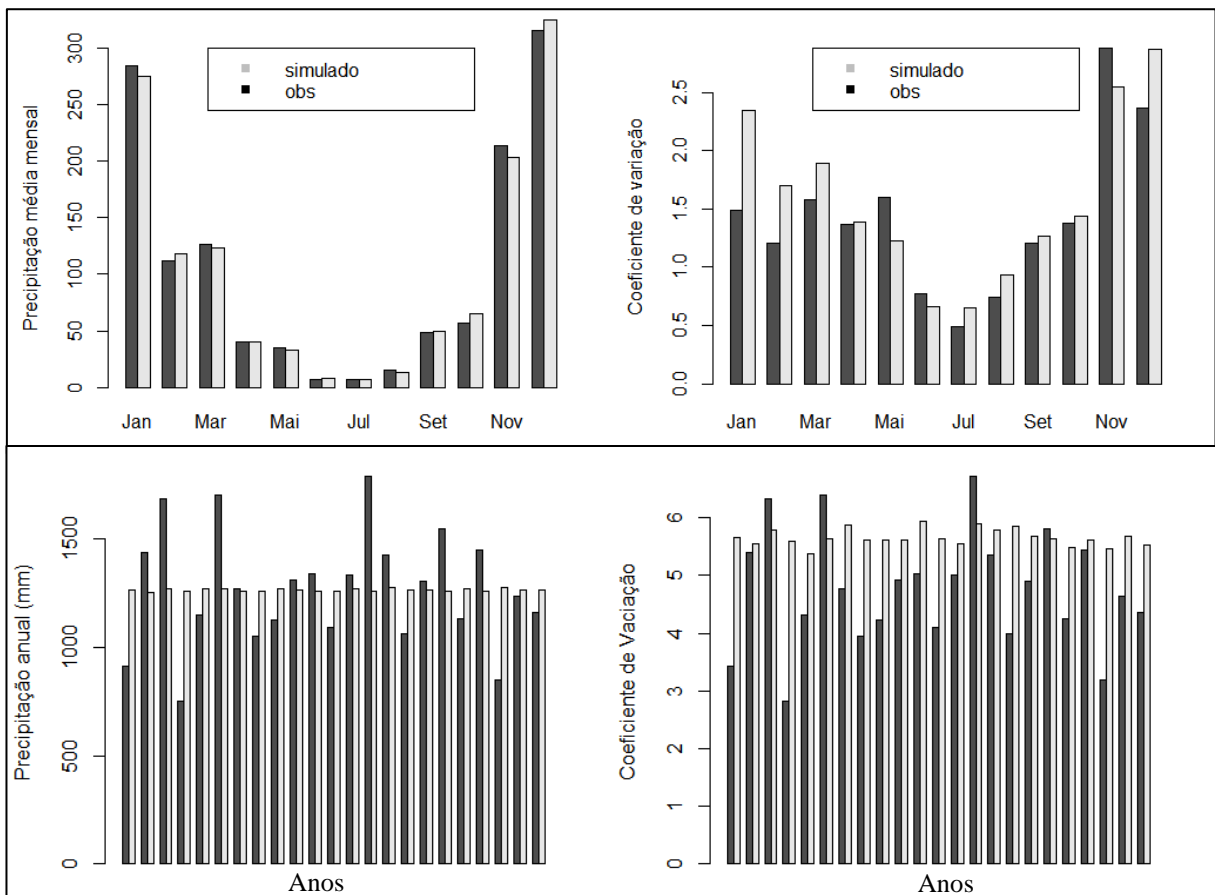 Precipitação média mensal
300
250
200
150
100
50
0
simulado
obs
Jan Mar Mai Jul Set Nov
Coeficiente de variação
2.5
2.0
1.5
1.0
0.5
0.0
simulado
obs
Jan Mar Mai Jul Set Nov
Precipitação anual (mm)
1500
1000
500
0
Anos
Coeficiente de Vaciação
6
5
4
3
2
1
0
Anos